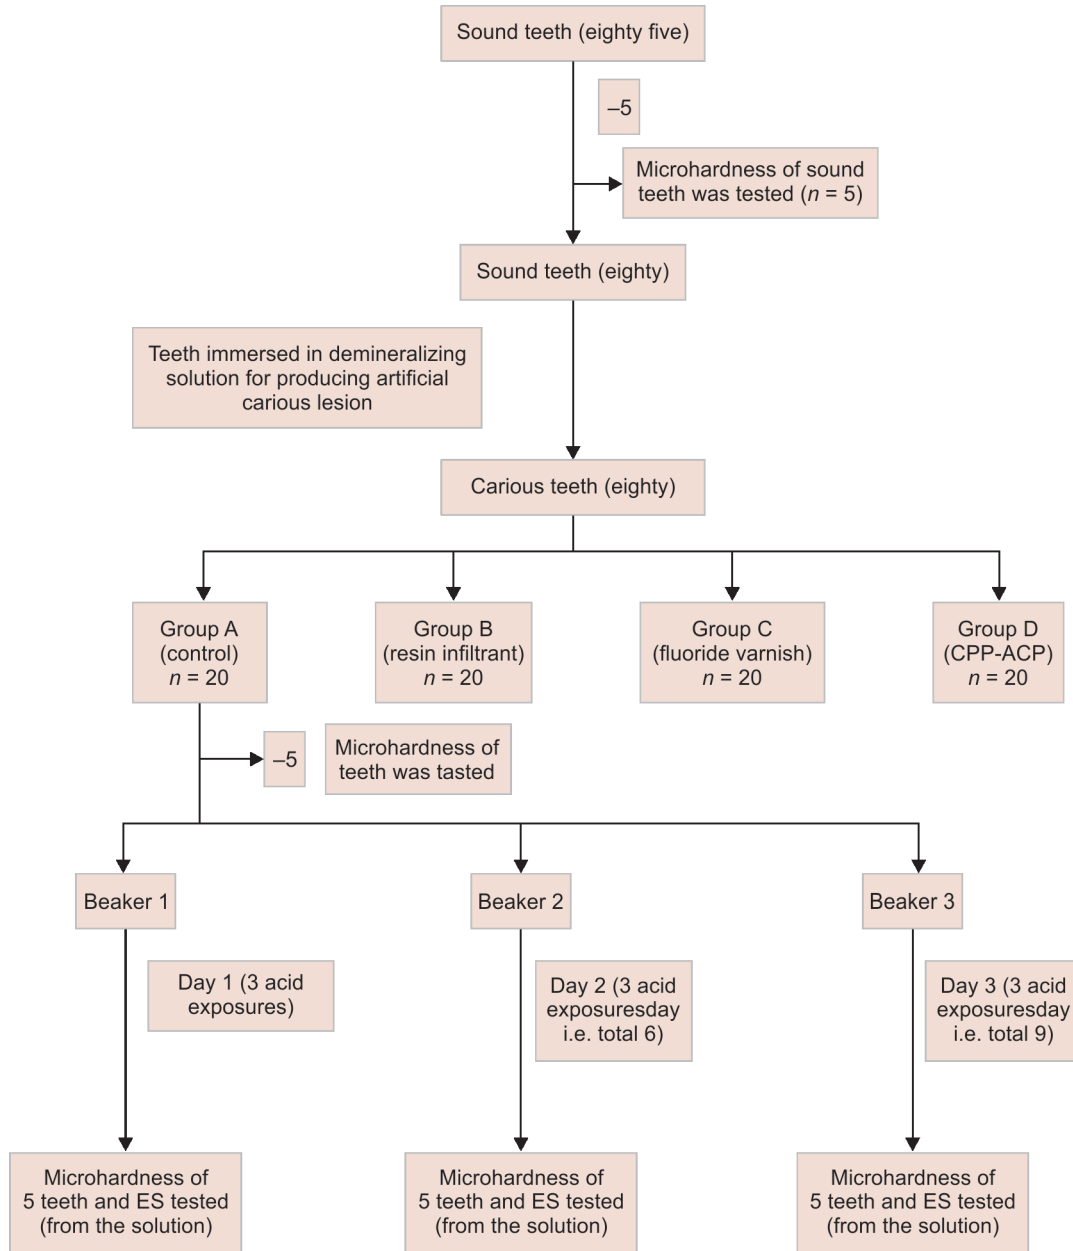 Sound teeth (eighty five)
–5
Microhardness of sound
teeth was tested (n = 5)
Sound teeth (eighty)
Teeth immersed in demineralizing
solution for producing artificial
carious lesion
Carious teeth (eighty)
Group A
(control)
n = 20
Group B
(resin infiltrant)
n = 20
Group C
(fluoride varnish)
n = 20
Group D
(CPP-ACP)
n = 20
–5
Microhardness of
teeth was tasted
Beaker 1
Beaker 2
Beaker 3
Day 1 (3 acid
exposures)
Day 2 (3 acid
exposuresday
i.e. total 6)
Day 3 (3 acid
exposuresday
i.e. total 9)
Microhardness of
5 teeth and ES tested
(from the solution)
Microhardness of
5 teeth and ES tested
(from the solution)
Microhardness of
5 teeth and ES tested
(from the solution)